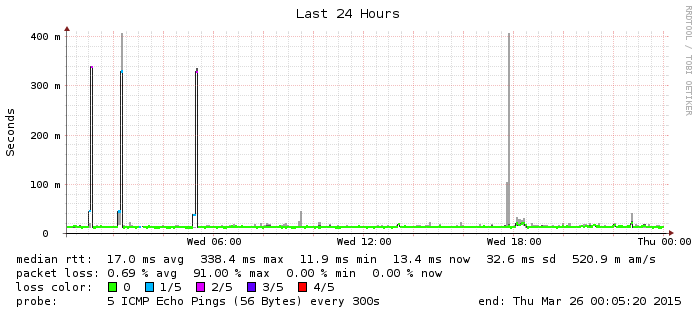 Last 24 Hours
RRDTOOL / TOBI OETIKER
Seconds
400 m
300 m
200 m
100 m
0
Wed 06:00 Wed 12:00 Wed 18:00 Thu 00:00
median rtt: 17.0 ms avg 338.4 ms max 11.9 ms min 13.4 ms now 32.6 ms sd 520.9 m am/s
packet loss: 0.69 % avg 91.00 % max 0.00 % min 0.00 % now
loss color: 0 1/5 2/5 3/5 4/5
probe: 5 ICMP Echo Pings (56 Bytes) every 300s end: Thu Mar 26 00:05:20 2015